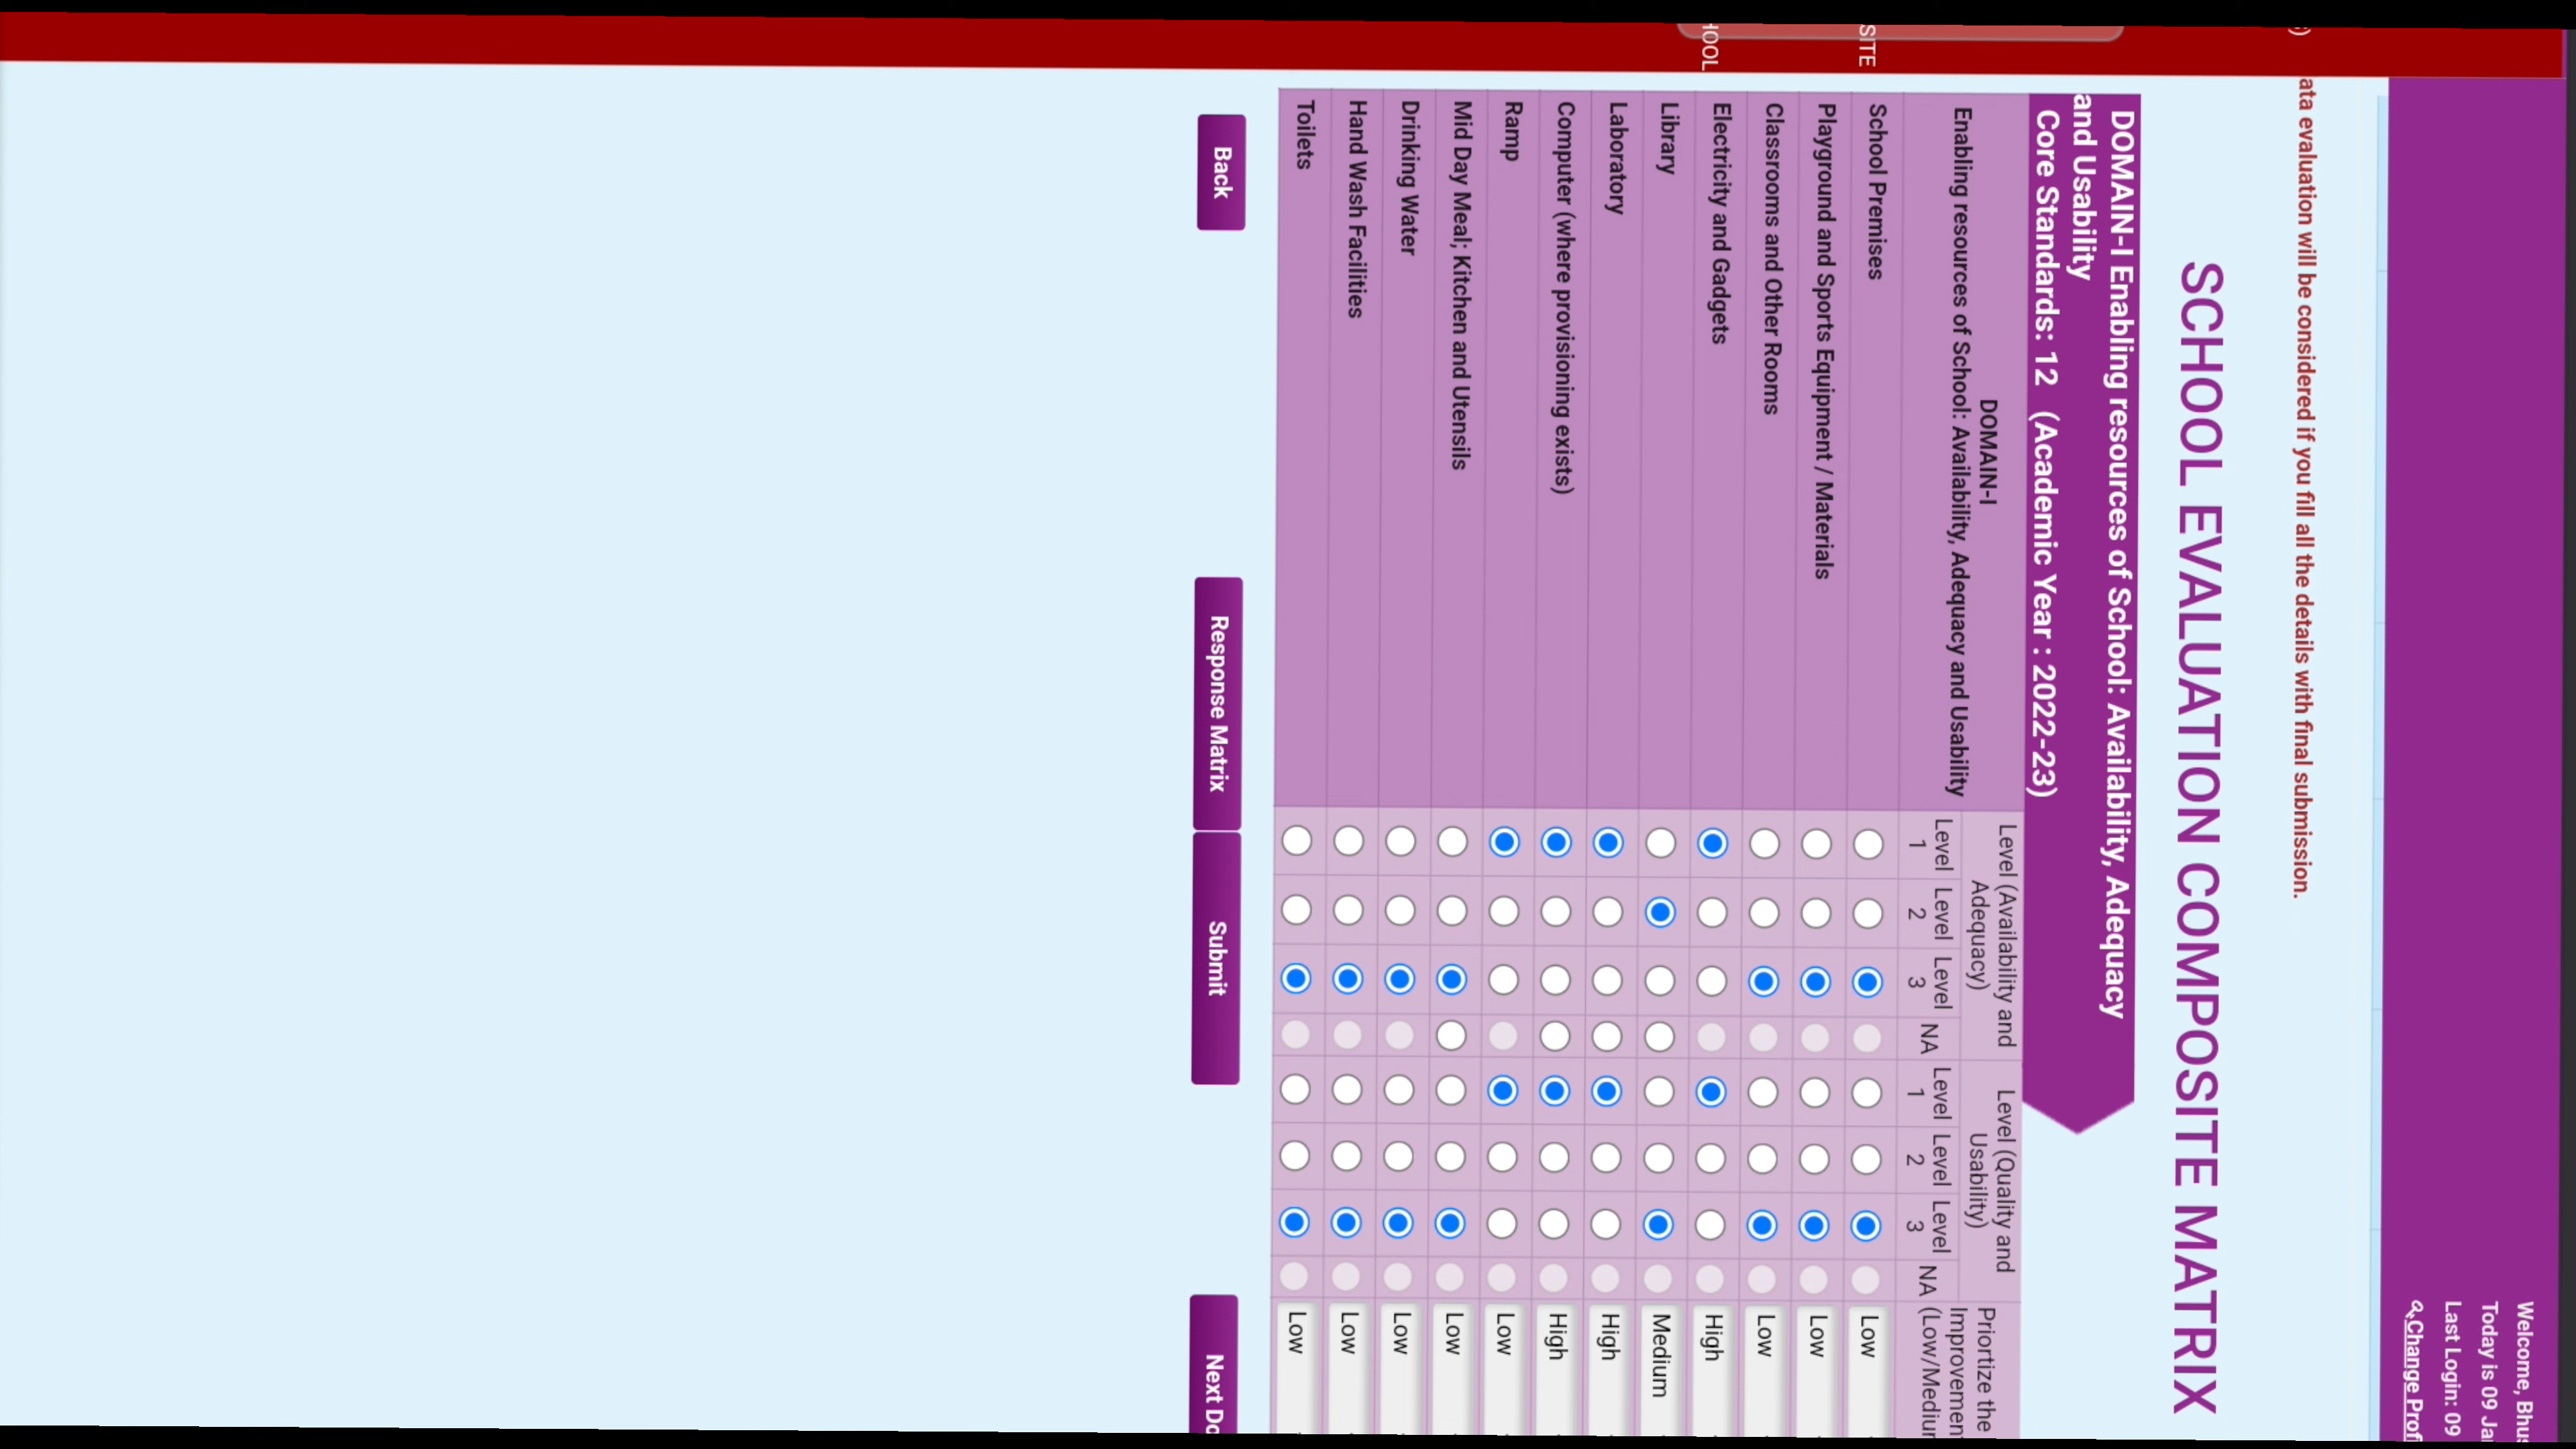 Welcome, Bhus
Today is 09 Ja
Last Login: 09
Change Prof
ata evaluation will be considered if you fill all the details with final submission.
SITE
HOOL
SCHOOL EVALUATION COMPOSITE MATRIX
DOMAIN-I Enabling resources of School: Availability, Adequacy
and Usability
Core Standards: 12 (Academic Year : 2022-23)
DOMAIN-I
Enabling resources of School: Availability, Adequacy and Usability
Level (Availability and
Adequacy)
Level (Quality and
Usability)
Priortize the
Improvemen
(Low/Medium
Level 1 Level 2 Level 3 NA Level 1 Level 2 Level 3 NA
School Premises Low
Playground and Sports Equipment / Materials Low
Classrooms and Other Rooms Low
Electricity and Gadgets High
Library Medium
Laboratory High
Computer (where provisioning exists) High
Ramp Low
Mid Day Meal; Kitchen and Utensils Low
Drinking Water Low
Hand Wash Facilities Low
Toilets Low
Back Response Matrix Submit Next Do